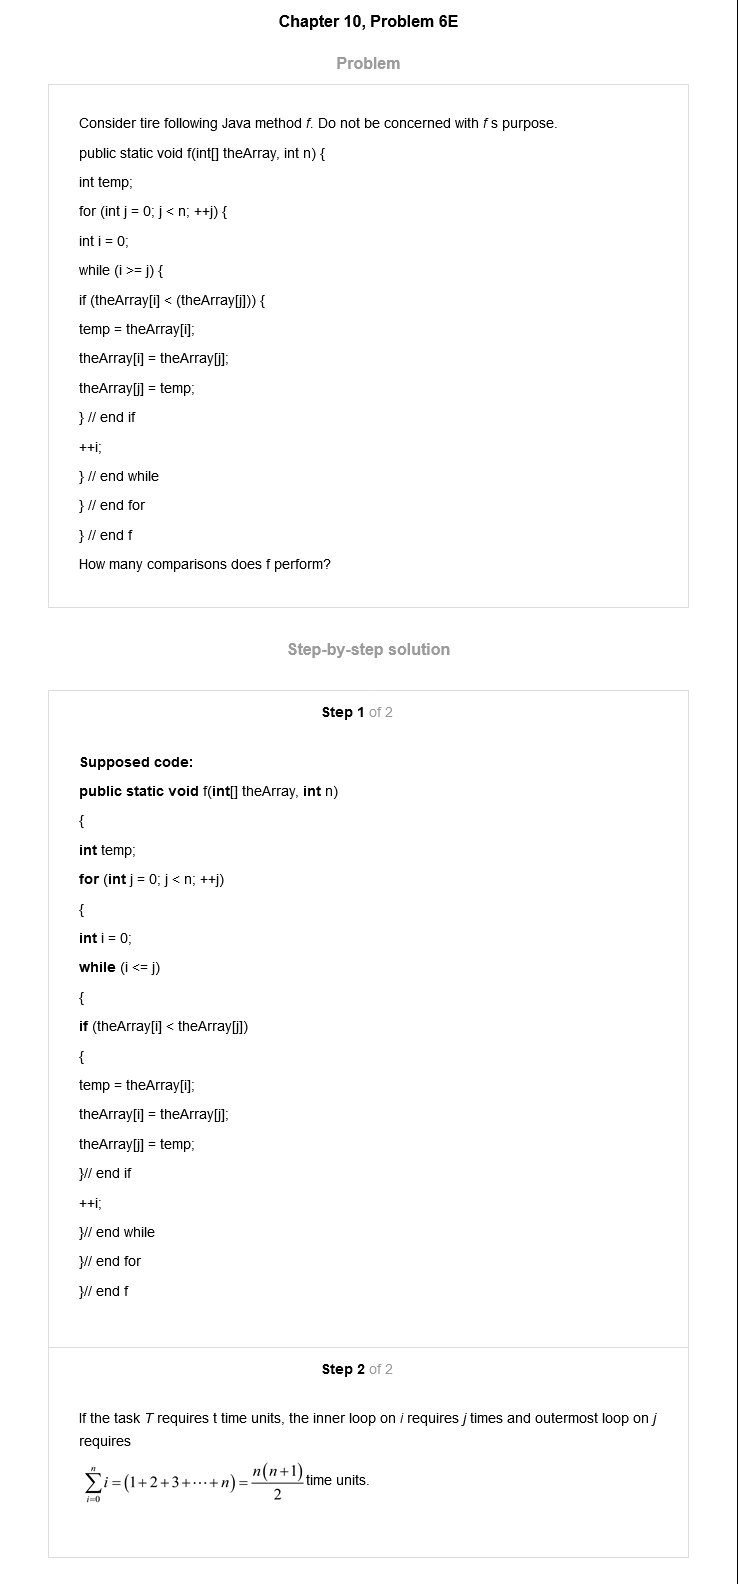 Chapter 10, Problem 6E
Problem
Consider tire following Java method f. Do not be concerned with f s purpose.
public static void f(int[] theArray, int n) {
int temp;
for (int j = 0; j < n; ++j) {
int i = 0;
while (i >= j) {
if (theArray[i] < (theArray[j])) {
temp = theArray[i];
theArray[i] = theArray[j];
theArray[j] = temp;
} // end if
++i;
} // end while
} // end for
} // end f
How many comparisons does f perform?
Step-by-step solution
Step 1 of 2
Supposed code:
public static void f(int[] theArray, int n)
{
int temp;
for (int j = 0; j < n; ++j)
{
int i = 0;
while (i <= j)
{
if (theArray[i] < theArray[j])
{
temp = theArray[i];
theArray[i] = theArray[j];
theArray[j] = temp;
}// end if
++i;
}// end while
}// end for
}// end f
Step 2 of 2
If the task T requires t time units, the inner loop on i requires j times and outermost loop on j
requires
\sum_{i=0}^{n} i = (1+2+3+⋯+n) = \frac{n(n+1)}{2} time units.